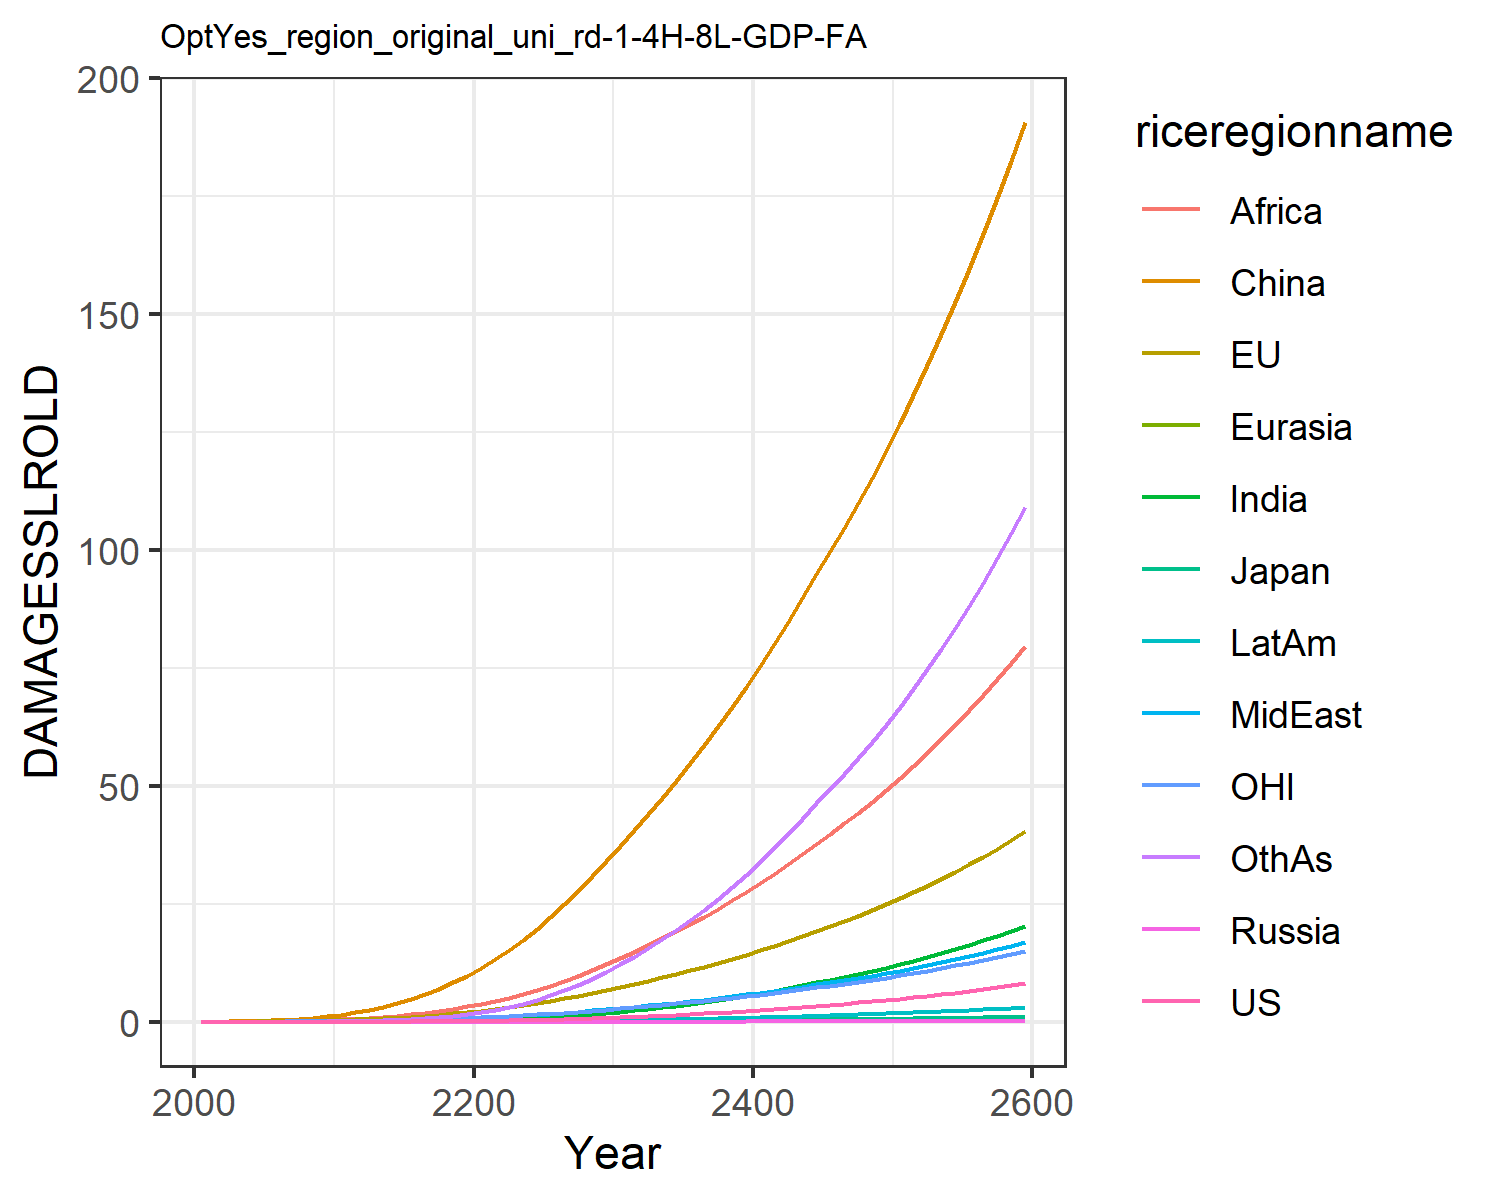 OptYes_region_original_uni_rd-1-4H-8L-GDP-FA
200
150
100
50
0
DAMAGESSLROLD
2000
2200
2400
2600
Year
riceregionname
Africa
China
EU
Eurasia
India
Japan
LatAm
MidEast
OHI
OthAs
Russia
US